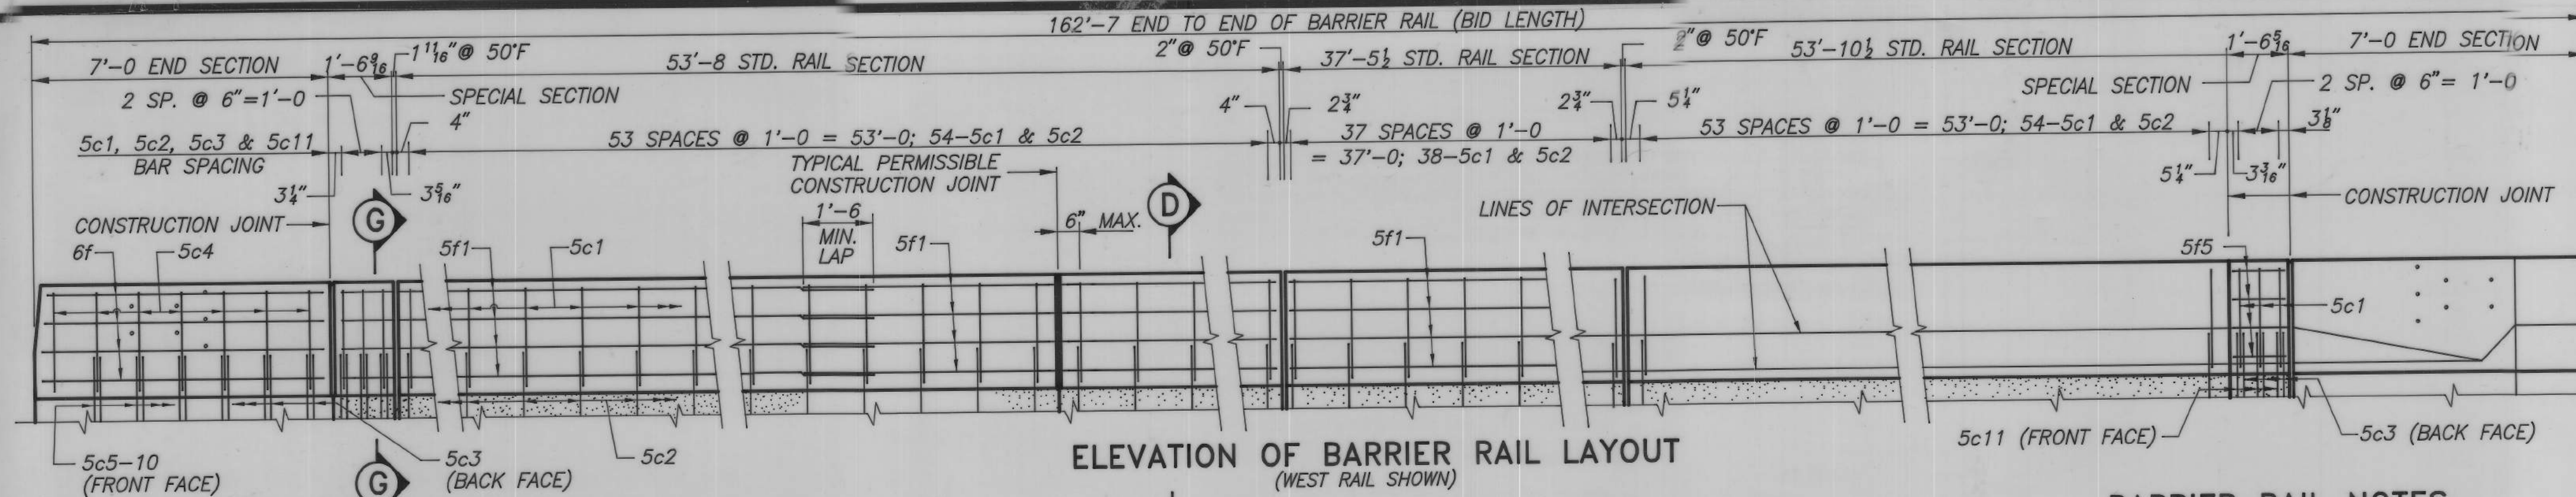 162'-7 END TO END OF BARRIER RAIL (BID LENGTH)
7'-0 END SECTION
1'-6 9/16
1 11/16" @ 50°F
53'-8 STD. RAIL SECTION
2" @ 50°F
37'-5½ STD. RAIL SECTION
2" @ 50°F
53'-10½ STD. RAIL SECTION
1'-6 5/16
7'-0 END SECTION
2 SP. @ 6"=1'-0
SPECIAL SECTION
4"
4"
2¾"
2¾"
5¼"
SPECIAL SECTION
2 SP. @ 6"= 1'-0
5c1, 5c2, 5c3 & 5c11
BAR SPACING
53 SPACES @ 1'-0 = 53'-0; 54-5c1 & 5c2
37 SPACES @ 1'-0
= 37'-0; 38-5c1 & 5c2
53 SPACES @ 1'-0 = 53'-0; 54-5c1 & 5c2
3⅛"
3¼"
3 5/16"
TYPICAL PERMISSIBLE
CONSTRUCTION JOINT
5¼"
3 3/16"
CONSTRUCTION JOINT
G
1'-6
MIN.
LAP
6" MAX.
D
LINES OF INTERSECTION
CONSTRUCTION JOINT
6f
5c4
5f1
5c1
5f1
5f1
5f5
5c1
5c5-10
(FRONT FACE)
G
5c3
(BACK FACE)
5c2
ELEVATION OF BARRIER RAIL LAYOUT
(WEST RAIL SHOWN)
5c11 (FRONT FACE)
5c3 (BACK FACE)
BARRIER RAIL NOTES